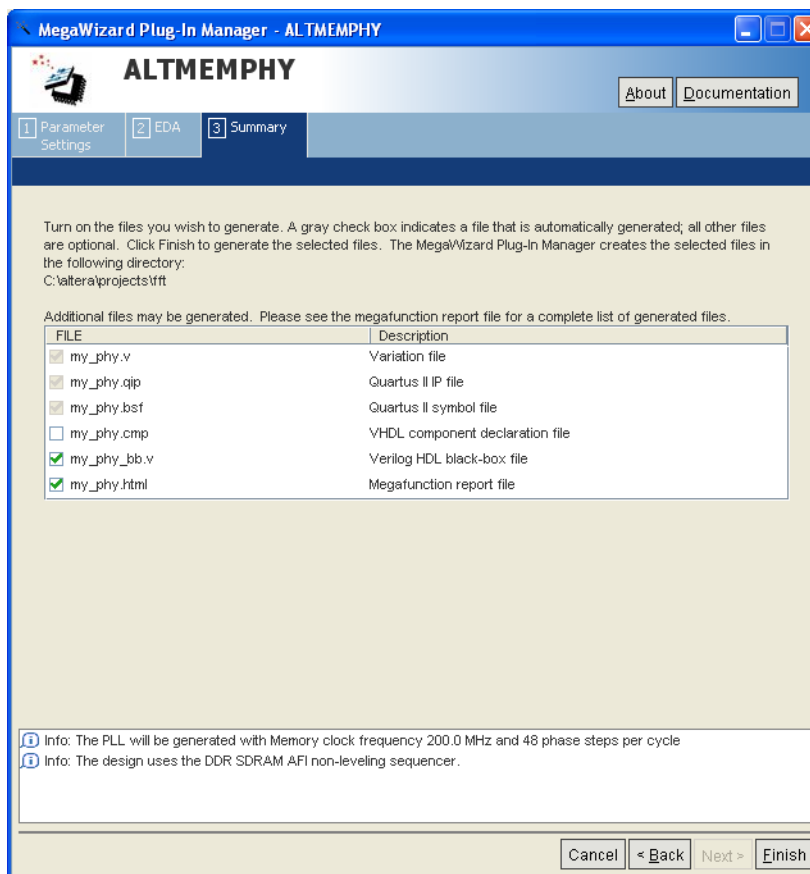 MegaWizard Plug-In Manager - ALTMEMPHY
ALTMEMPHY
About Documentation
1 Parameter Settings 2 EDA 3 Summary
Turn on the files you wish to generate. A gray check box indicates a file that is automatically generated; all other files
are optional. Click Finish to generate the selected files. The MegaWizard Plug-In Manager creates the selected files in
the following directory:
C:\altera\projects\fft
Additional files may be generated. Please see the megafunction report file for a complete list of generated files.
FILE Description
my_phy.v Variation file
my_phy.qip Quartus II IP file
my_phy.bsf Quartus II symbol file
my_phy.cmp VHDL component declaration file
my_phy_bb.v Verilog HDL black-box file
my_phy.html Megafunction report file
Info: The PLL will be generated with Memory clock frequency 200.0 MHz and 48 phase steps per cycle
Info: The design uses the DDR SDRAM AFI non-leveling sequencer.
Cancel < Back Next > Finish